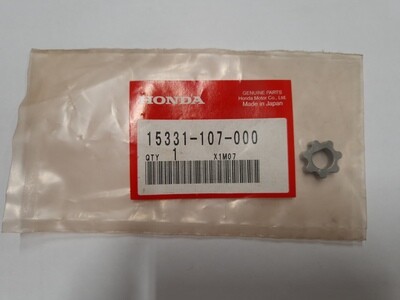 HONDA
GENUINE PARTS
Honda Motor Co., Ltd.
Made in Japan
15331-107-000
QTY 1 X1M07